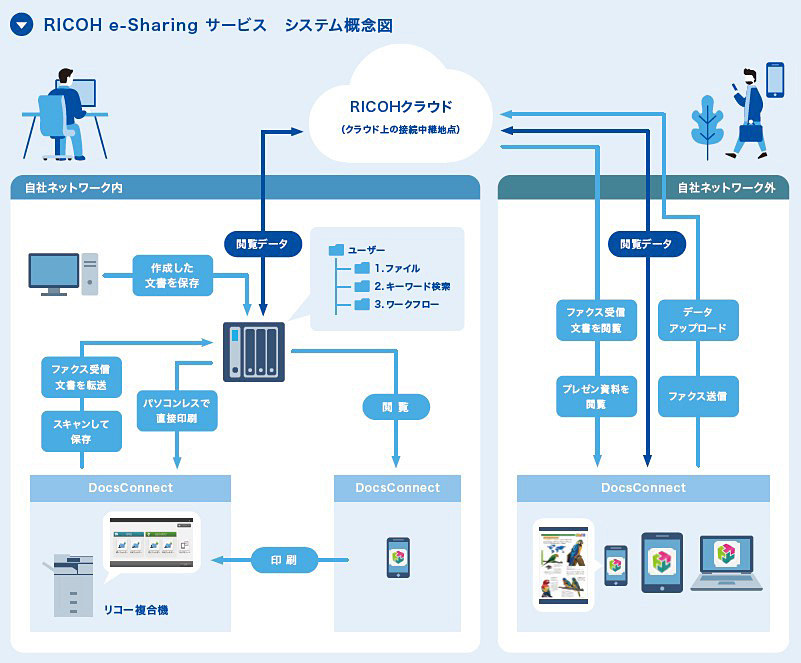 RICOH e-Sharing サービス　システム概念図
RICOHクラウド
（クラウド上の接続中継地点）
自社ネットワーク内
自社ネットワーク外
閲覧データ
閲覧データ
作成した
文書を保存
ユーザー
1.ファイル
2.キーワード検索
3.ワークフロー
ファクス受信
文書を閲覧
データ
アップロード
ファクス受信
文書を転送
パソコンレスで
直接印刷
閲 覧
プレゼン資料を
閲覧
ファクス送信
スキャンして
保存
DocsConnect
DocsConnect
DocsConnect
印 刷
リコー複合機